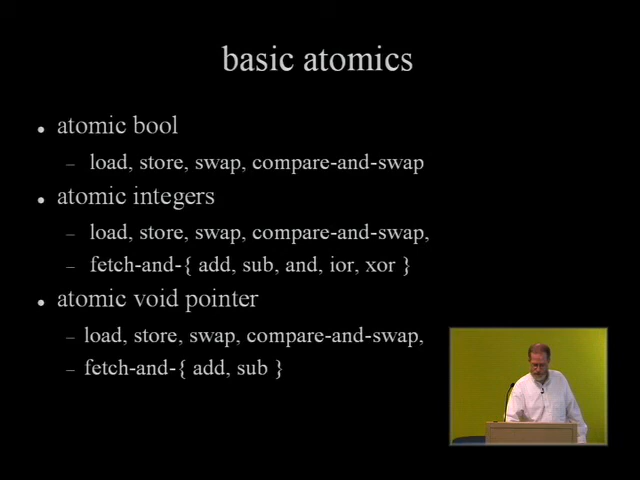 basic atomics
• atomic bool
– load, store, swap, compare-and-swap
• atomic integers
– load, store, swap, compare-and-swap,
– fetch-and-{ add, sub, and, ior, xor }
• atomic void pointer
– load, store, swap, compare-and-swap,
– fetch-and-{ add, sub }